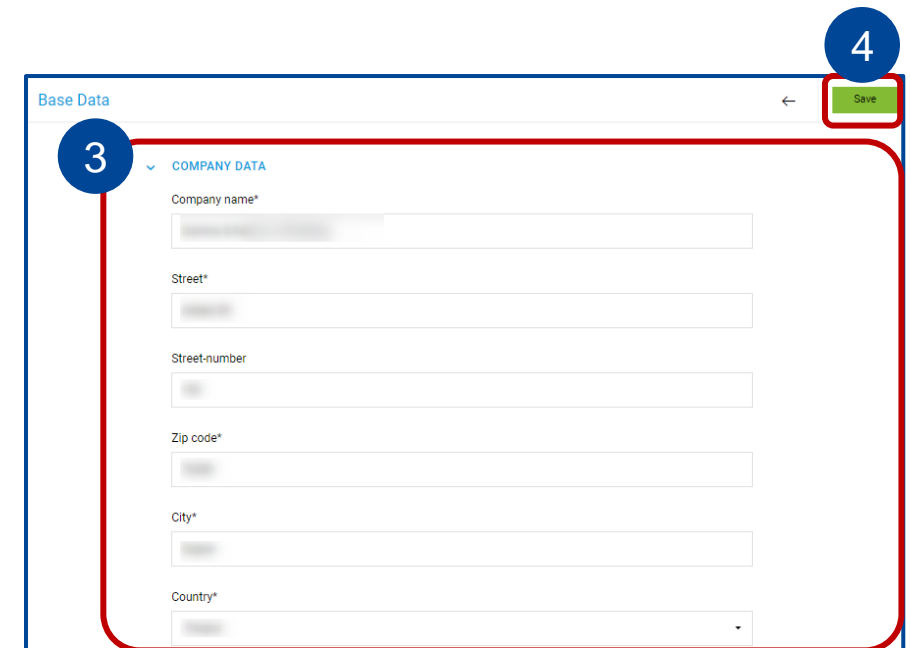 4
Base Data
Save
3
COMPANY DATA
Company name*
Street*
Street-number
Zip code*
City*
Country*